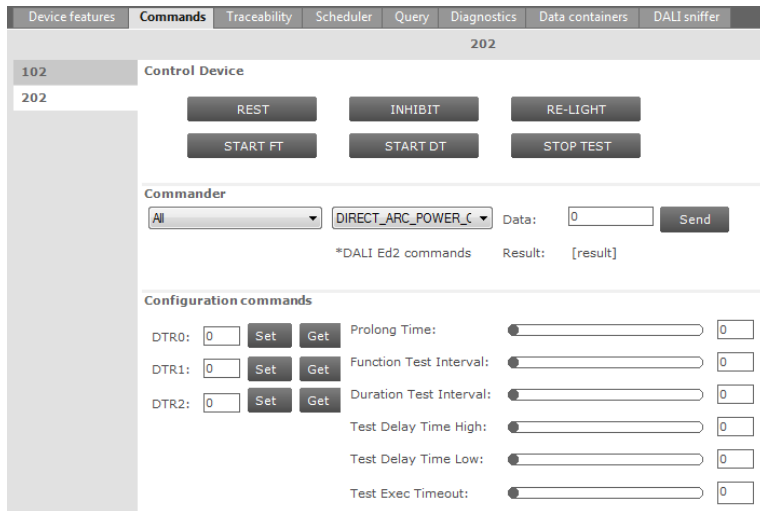 Device features Commands Traceability Scheduler Query Diagnostics Data containers DALI sniffer
202
102
202
Control Device
REST INHIBIT RE-LIGHT
START FT START DT STOP TEST
Commander
All DIRECT_ARC_POWER_C Data: 0 Send
*DALI Ed2 commands Result: [result]
Configuration commands
DTR0: 0 Set Get Prolong Time: 0
DTR1: 0 Set Get Function Test Interval: 0
DTR2: 0 Set Get Duration Test Interval: 0
Test Delay Time High: 0
Test Delay Time Low: 0
Test Exec Timeout: 0